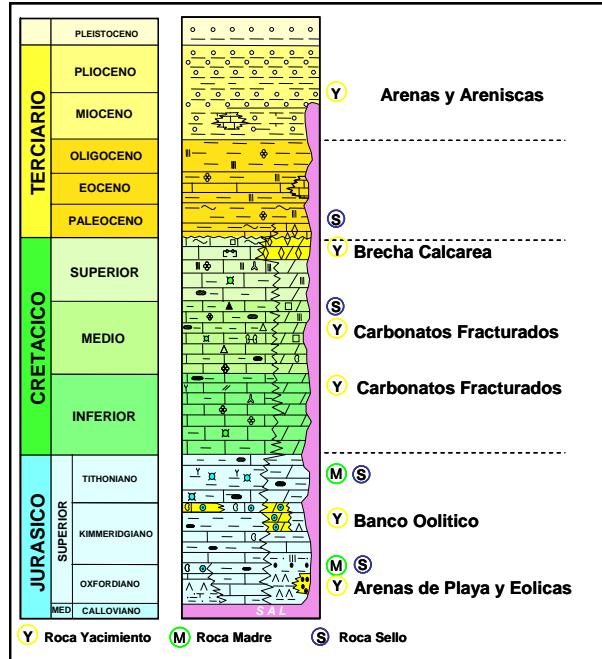 PLEISTOCENO
PLIOCENO
Y Arenas y Areniscas
MIOCENO
TERCIARIO
OLIGOCENO
EOCENO
PALEOCENO
S
Y Brecha Calcarea
SUPERIOR
S
CRETACICO
MEDIO
Y Carbonatos Fracturados
Y Carbonatos Fracturados
INFERIOR
TITHONIANO
M S
JURASICO
SUPERIOR
KIMMERIDGIANO
Y Banco Oolitico
M S
OXFORDIANO
Y Arenas de Playa y Eolicas
MED
CALLOVIANO
SAL
Y Roca Yacimiento M Roca Madre S Roca Sello